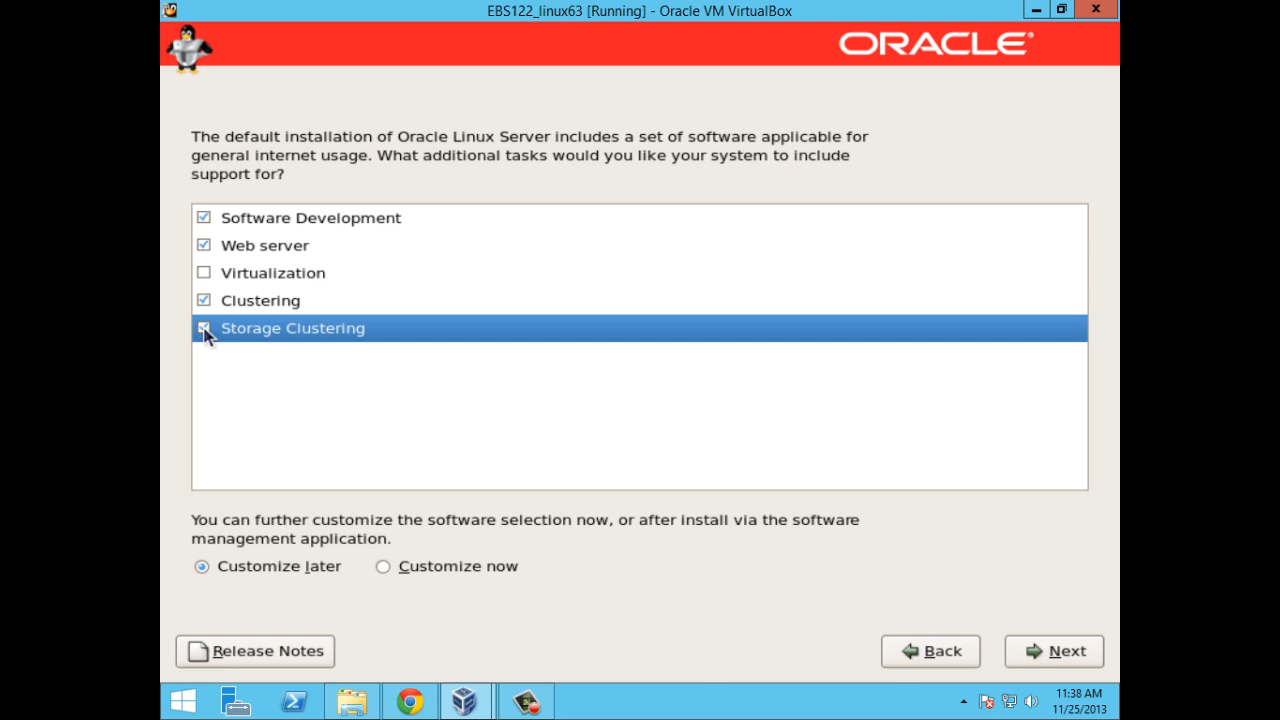 EBS122_linux63 [Running] - Oracle VM VirtualBox
ORACLE®
The default installation of Oracle Linux Server includes a set of software applicable for
general internet usage. What additional tasks would you like your system to include
support for?
Software Development
Web server
Virtualization
Clustering
Storage Clustering
You can further customize the software selection now, or after install via the software
management application.
Customize later Customize now
Release Notes Back Next
11:38 AM
11/25/2013